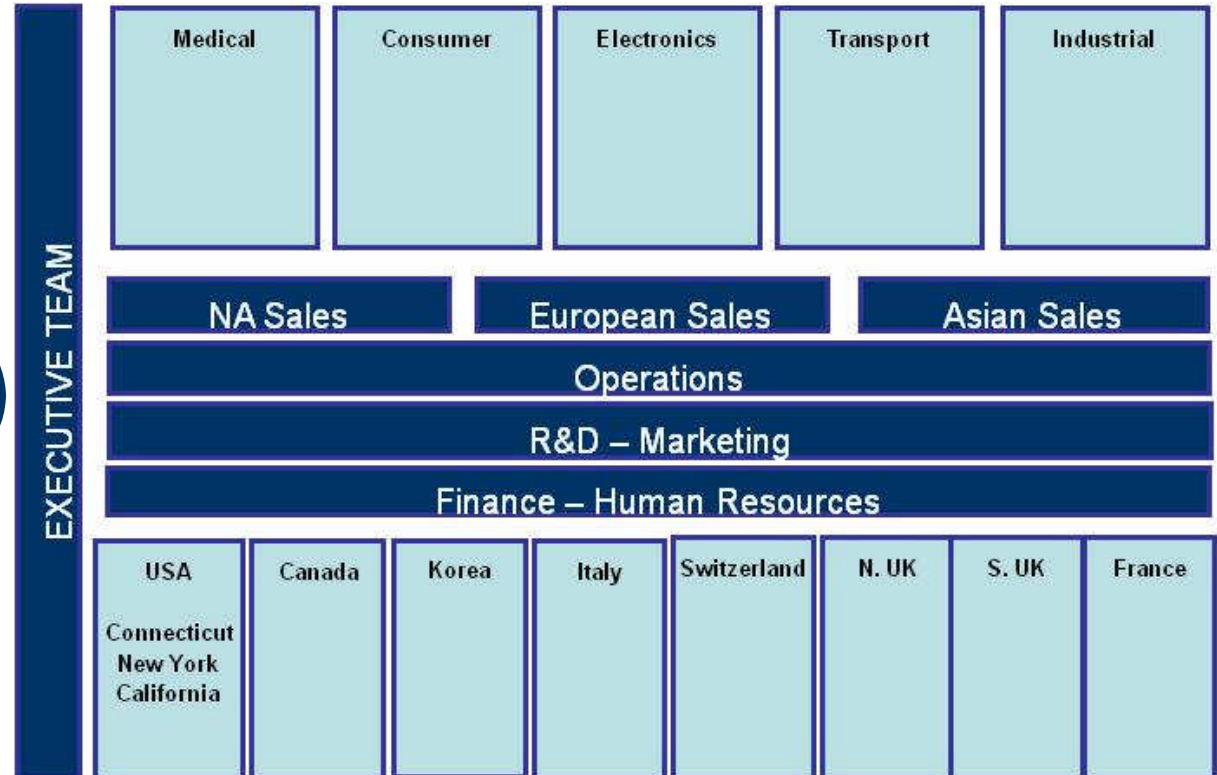 EXECUTIVE TEAM
Medical
Consumer
Electronics
Transport
Industrial
NA Sales
European Sales
Asian Sales
Operations
R&D – Marketing
Finance – Human Resources
USA
Connecticut
New York
California
Canada
Korea
Italy
Switzerland
N. UK
S. UK
France